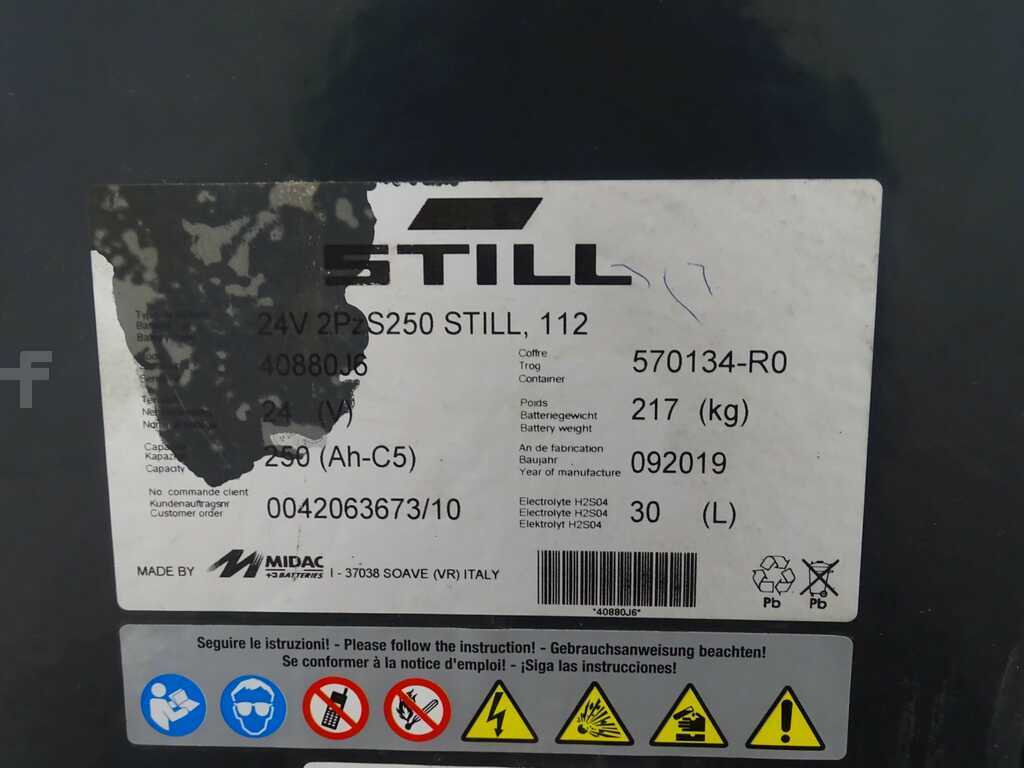 STILL
24V 2PzS250 STILL, 112
40880J6
Coffre
Trog
Container
570134-R0
24 (V)
Poids
Batteriegewicht
Battery weight
217 (kg)
Capacity
250 (Ah-C5)
An de fabrication
Baujahr
Year of manufacture
092019
No. commande client
Kundenauftragsnr
Customer order
0042063673/10
Electrolyte H2S04
Electrolyte H2S04
Elektrolyt H2S04
30 (L)
MADE BY MIDAC BATTERIES I - 37038 SOAVE (VR) ITALY
*40880J6*
Pb Pb
Seguire le istruzioni! - Please follow the instruction! - Gebrauchsanweisung beachten!
Se conformer à la notice d'emploi! - ¡Siga las instrucciones!
f